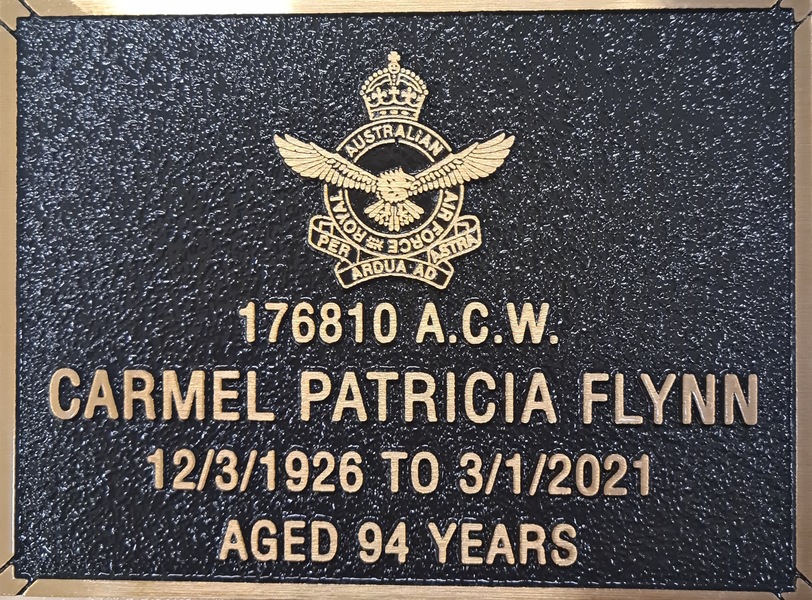 ROYAL AUSTRALIAN AIR FORCE
PER ARDUA AD ASTRA
176810 A.C.W.
CARMEL PATRICIA FLYNN
12/3/1926 TO 3/1/2021
AGED 94 YEARS